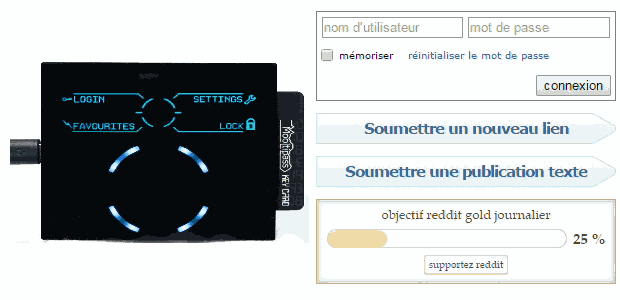 LOGIN
SETTINGS
FAVOURITES
LOCK
Mooltipass KEY CARD
nom d'utilisateur
mot de passe
mémoriser
réinitialiser le mot de passe
connexion
Soumettre un nouveau lien
Soumettre une publication texte
objectif reddit gold journalier
25 %
supportez reddit